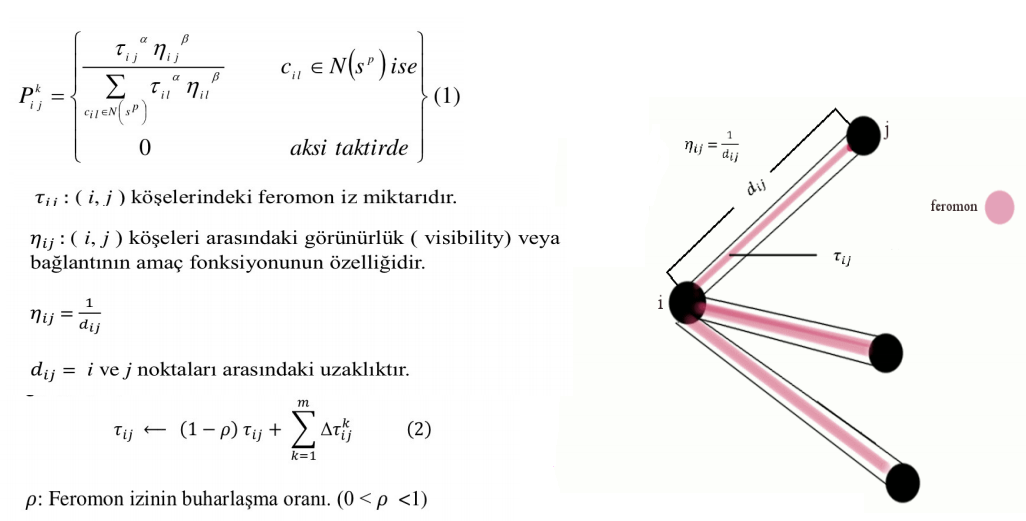 P_{ij}^{k} = { τ_{ij}^{α} η_{ij}^{β} / ∑_{c_{il}∈N(s^{p})} τ_{il}^{α} η_{il}^{β}    c_{il} ∈ N(s^{p}) ise } (1)
0    aksi taktirde
τ_{ij} : ( i, j ) köşelerindeki feromon iz miktarıdır.
η_{ij} : ( i, j ) köşeleri arasındaki görünürlük ( visibility) veya
bağlantının amaç fonksiyonunun özelliğidir.
η_{ij} = 1/d_{ij}
d_{ij} = i ve j noktaları arasındaki uzaklıktır.
τ_{ij} ← (1 − ρ) τ_{ij} + ∑_{k=1}^{m} Δτ_{ij}^{k}    (2)
ρ: Feromon izinin buharlaşma oranı. (0 < ρ <1)
η_{ij} = 1/d_{ij}
j
d_{ij}
feromon
τ_{ij}
i